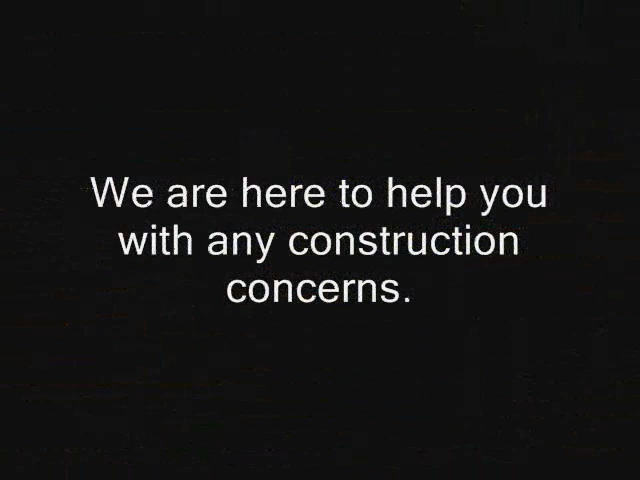 We are here to help you
with any construction
concerns.